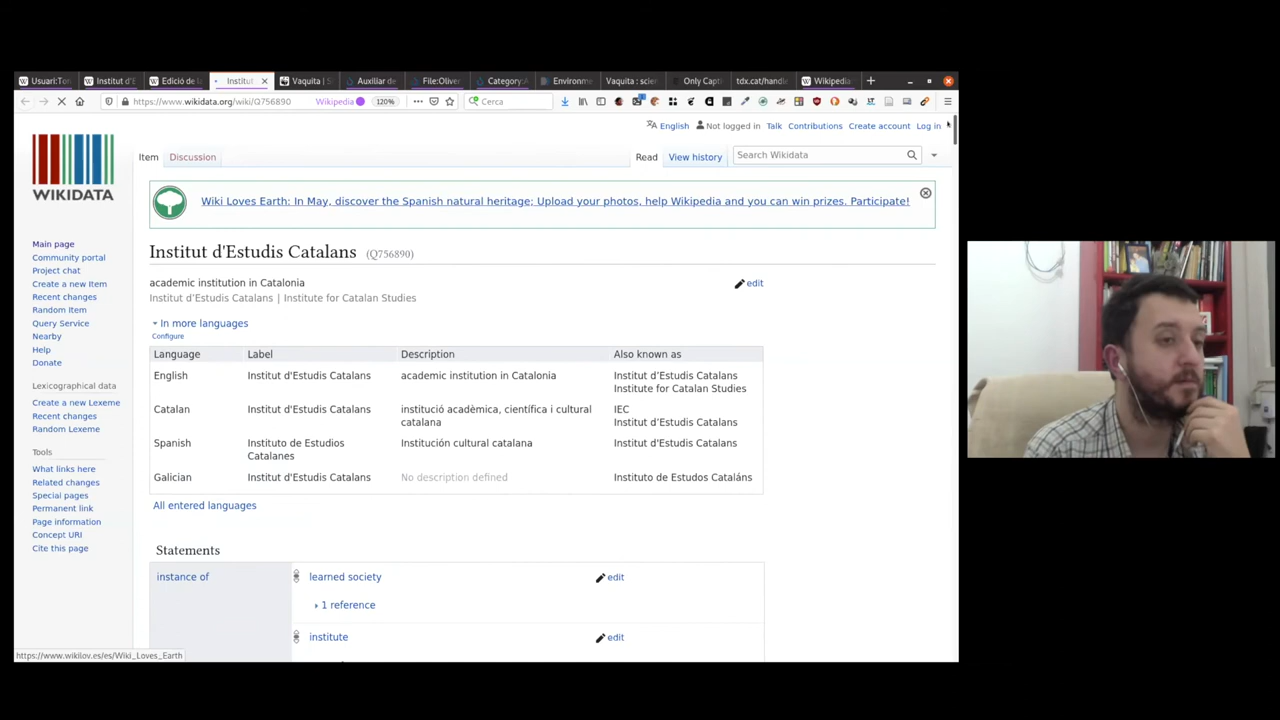 Usuari:Ton
Institut d'E
Edició de la
Institut
Vaquita | S
Auxiliar de
File:Oliver
Category:A
Environme
Vaquita : scien
Only Capti
tdx.cat/handle
Wikipedia
https://www.wikidata.org/wiki/Q756890
Wikipedia
120%
Cerca
English
Not logged in
Talk
Contributions
Create account
Log in
WIKIDATA
Item
Discussion
Read
View history
Search Wikidata
Wiki Loves Earth: In May, discover the Spanish natural heritage; Upload your photos, help Wikipedia and you can win prizes. Participate!
Main page
Community portal
Project chat
Create a new Item
Recent changes
Random Item
Query Service
Nearby
Help
Donate
Lexicographical data
Create a new Lexeme
Recent changes
Random Lexeme
Tools
What links here
Related changes
Special pages
Permanent link
Page information
Concept URI
Cite this page
Institut d'Estudis Catalans (Q756890)
academic institution in Catalonia
edit
Institut d’Estudis Catalans | Institute for Catalan Studies
In more languages
Configure
Language Label Description Also known as
English Institut d'Estudis Catalans academic institution in Catalonia Institut d’Estudis Catalans
Institute for Catalan Studies
Catalan Institut d'Estudis Catalans institució acadèmica, científica i cultural IEC
catalana Institut d’Estudis Catalans
Spanish Instituto de Estudios Institución cultural catalana Institut d'Estudis Catalans
Catalanes
Galician Institut d'Estudis Catalans No description defined Instituto de Estudos Cataláns
All entered languages
Statements
instance of
learned society
edit
1 reference
institute
edit
https://www.wikilov.es/es/Wiki_Loves_Earth